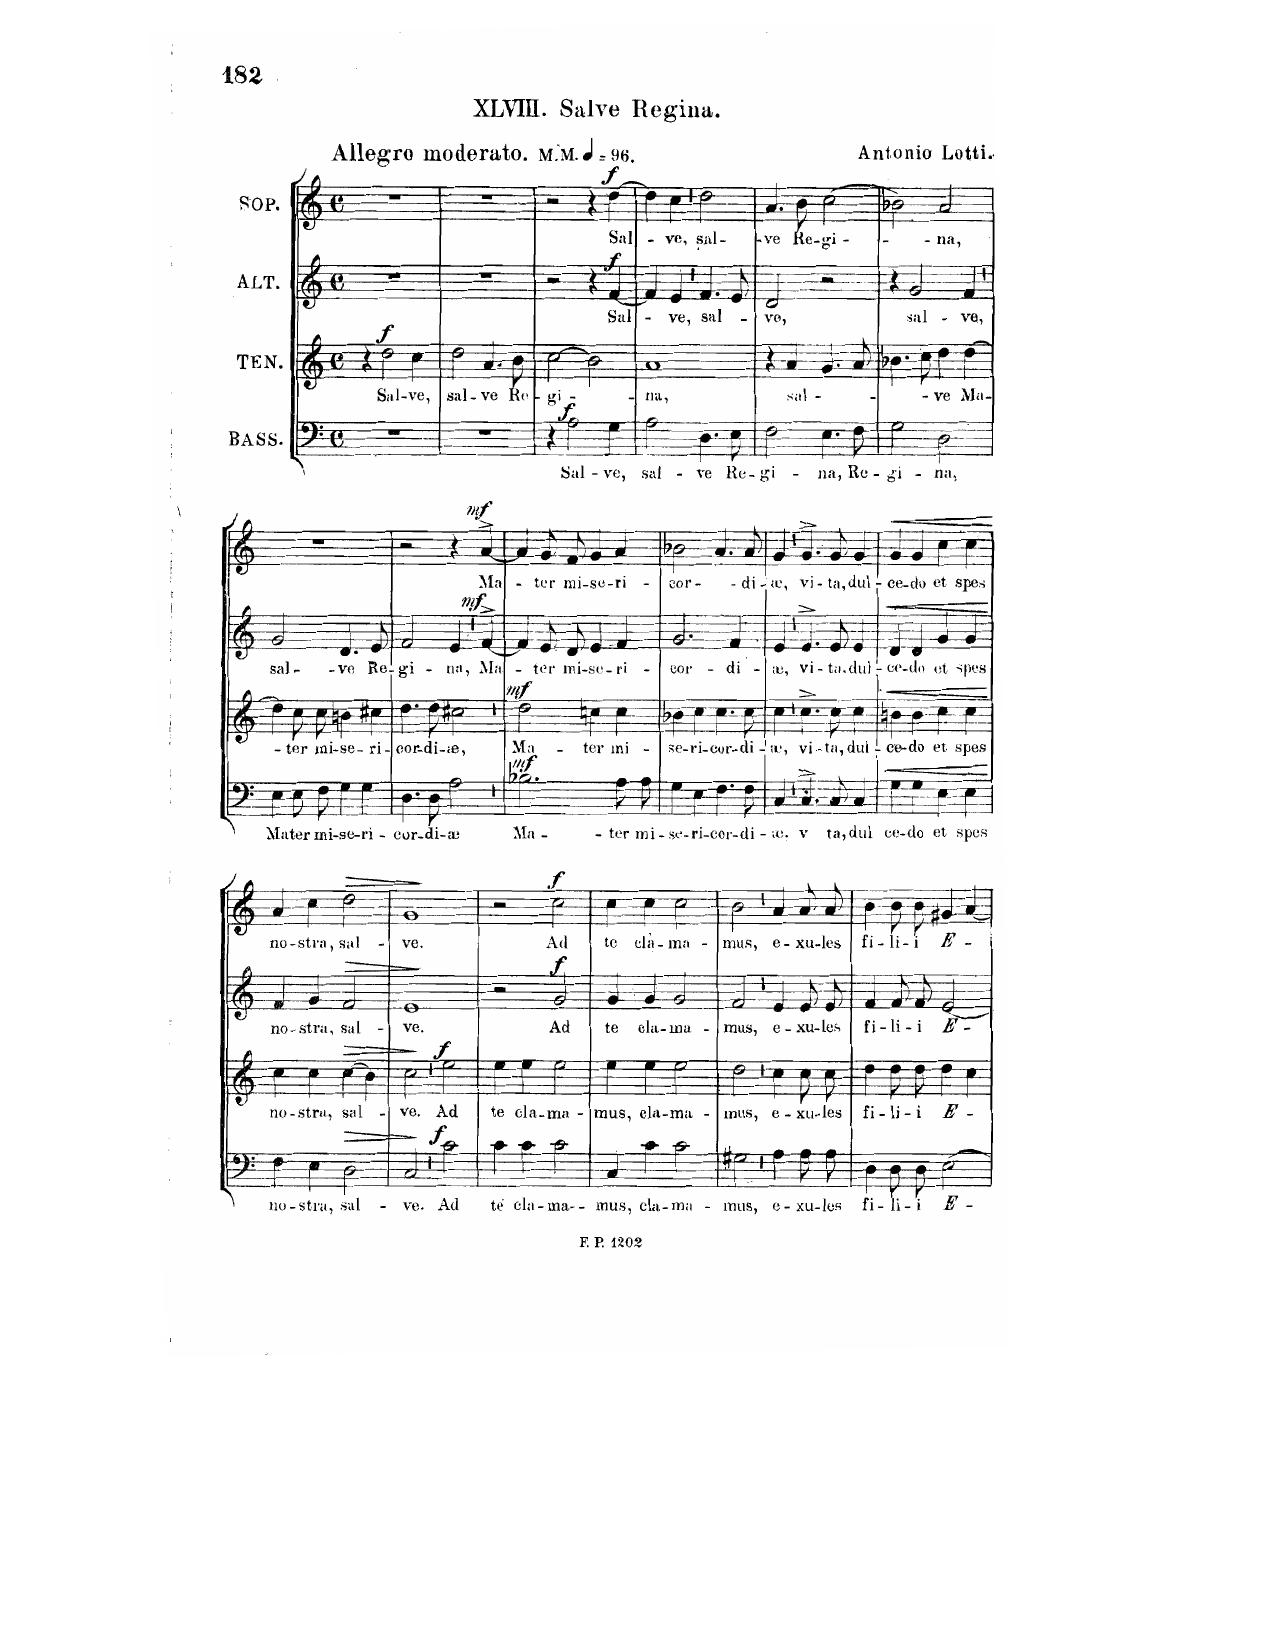 182
XLVIII. Salve Regina.
Allegro moderato. M.M. ♩ = 96. Antonio Lotti.
f
SOP.
Sal - ve, sal - ve Re-gi - - na,
f
ALT.
Sal - ve, sal - ve, sal - ve,
f
TEN.
Sal-ve, sal-ve Re-gi - - na, sal - - - ve Ma-
f
BASS.
Sal - ve, sal - ve Re-gi - na, Re - gi - na,
mf
Ma - ter mi-se-ri - cor - - di-æ, vi-ta, dul-ce-do et spes
mf
sal - - ve Re-gi - na, Ma - ter mi-se-ri - cor - di - æ, vi-ta, dul-ce-do et spes
mf
-ter mi-se-ri-cor-di-æ, Ma - ter mi - se-ri-cor-di-æ, vi-ta, dul-ce-do et spes
mf
Mater mi-se-ri-cor-di-æ Ma - - ter mi - se-ri-cor-di - æ. v ta, dul ce-do et spes
f
no-stra, sal - ve. Ad te cla-ma - mus, e-xu-les fi-li-i E -
f
no-stra, sal - ve. Ad te cla-ma - mus, e-xu-les fi-li-i E -
f
no-stra, sal - ve. Ad te cla-ma - mus, cla-ma - mus, e-xu-les fi-li-i E -
f
no-stra, sal - ve. Ad te cla-ma - mus, cla-ma - mus, e-xu-les fi-li-i E -
F. P. 1202